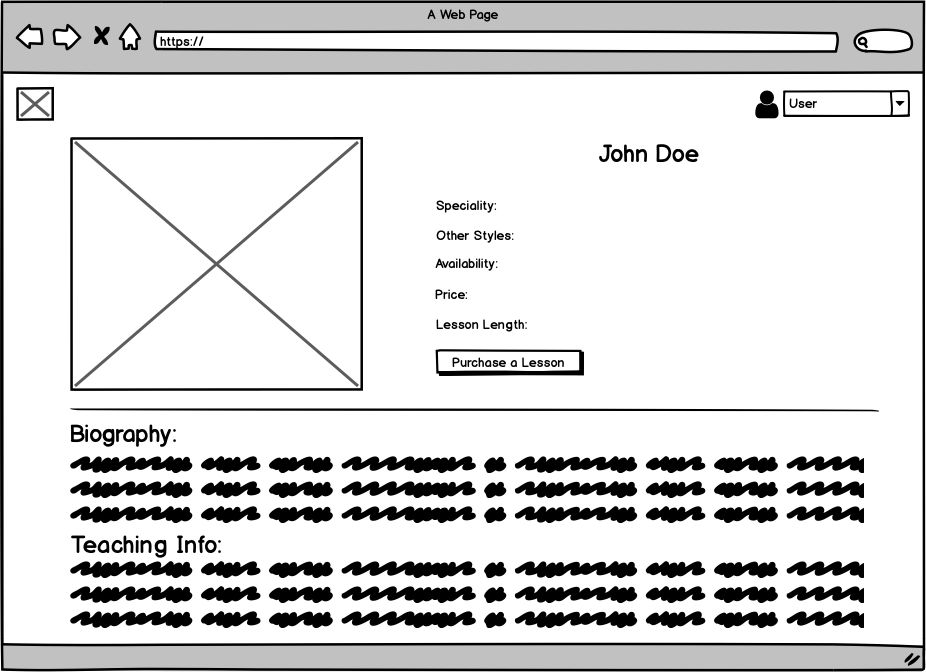 A Web Page
https://
User
John Doe
Speciality:
Other Styles:
Availability:
Price:
Lesson Length:
Purchase a Lesson
Biography:
Teaching Info: